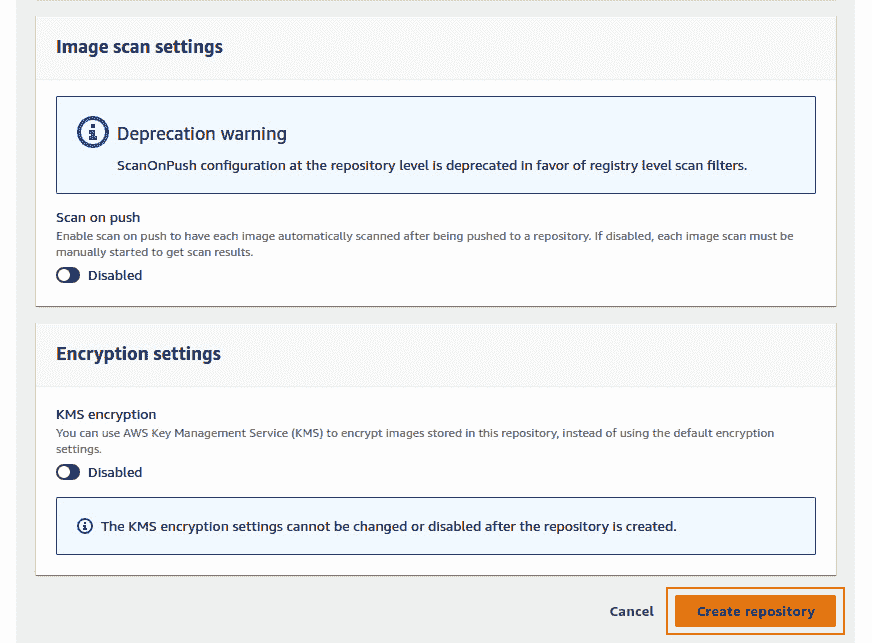 Image scan settings
Deprecation warning
ScanOnPush configuration at the repository level is deprecated in favor of registry level scan filters.
Scan on push
Enable scan on push to have each image automatically scanned after being pushed to a repository. If disabled, each image scan must be
manually started to get scan results.
Disabled
Encryption settings
KMS encryption
You can use AWS Key Management Service (KMS) to encrypt images stored in this repository, instead of using the default encryption
settings.
Disabled
The KMS encryption settings cannot be changed or disabled after the repository is created.
Cancel Create repository